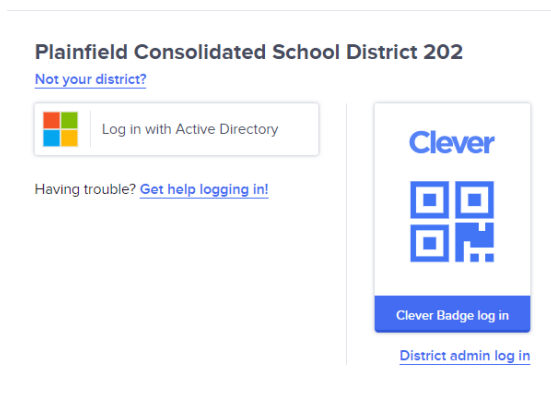 Plainfield Consolidated School District 202
Not your district?
Log in with Active Directory
Having trouble? Get help logging in!
Clever
Clever Badge log in
District admin log in